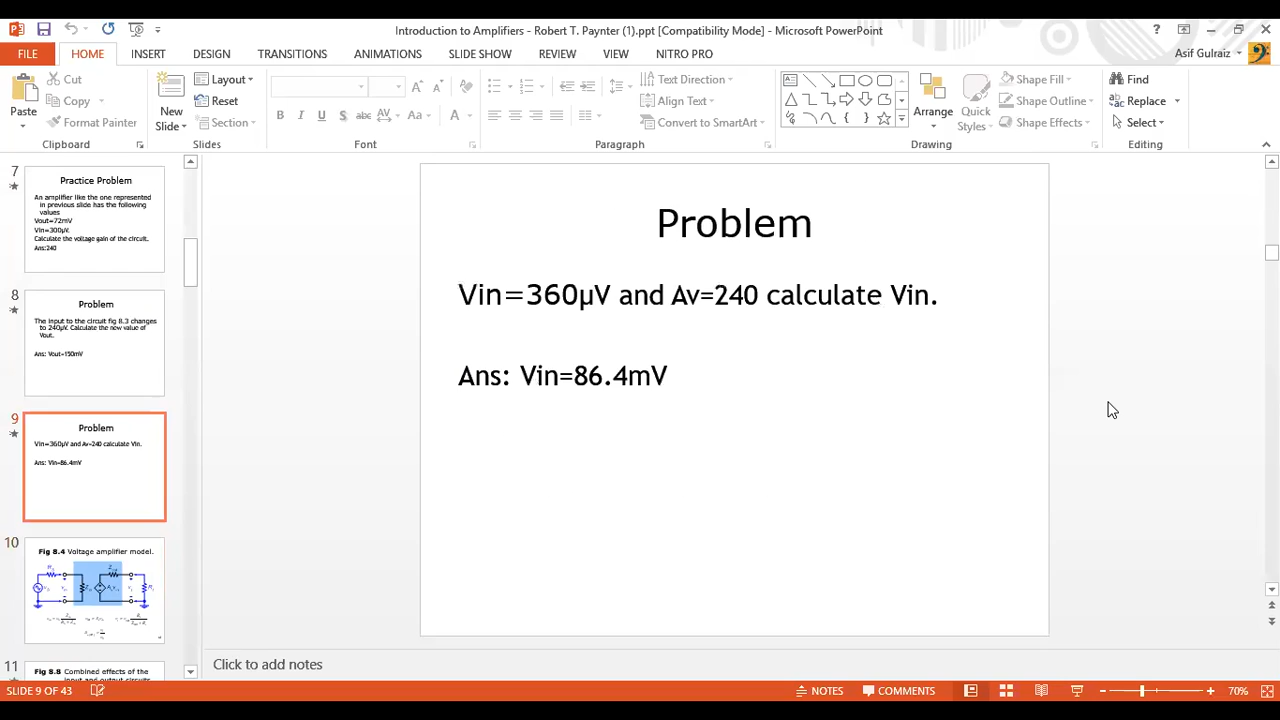 Introduction to Amplifiers - Robert T. Paynter (1).ppt [Compatibility Mode] - Microsoft PowerPoint
FILE HOME INSERT DESIGN TRANSITIONS ANIMATIONS SLIDE SHOW REVIEW VIEW NITRO PRO Asif Gulraiz
Paste Cut Copy Format Painter
Clipboard
New Slide Layout Reset Section
Slides
B I U S abc AV Aa A
Font
Text Direction
Align Text
Convert to SmartArt
Paragraph
Arrange Quick Styles Shape Fill Shape Outline Shape Effects
Drawing
Find
Replace
Select
Editing
7
Practice Problem
An amplifier like the one represented
in previous slide has the following
values
Vout=72mV
Vin=300µV.
Calculate the voltage gain of the circuit.
Ans:240
8
Problem
The input to the circuit fig 8.3 changes
to 240µV. Calculate the new value of
Vout.
Ans: Vout=150mV
9
Problem
Vin=360µV and Av=240 calculate Vin.
Ans: Vin=86.4mV
10
Fig 8.4 Voltage amplifier model.
11
Fig 8.8 Combined effects of the
input and output circuits
Problem
Vin=360µV and Av=240 calculate Vin.
Ans: Vin=86.4mV
Click to add notes
SLIDE 9 OF 43 NOTES COMMENTS 70%